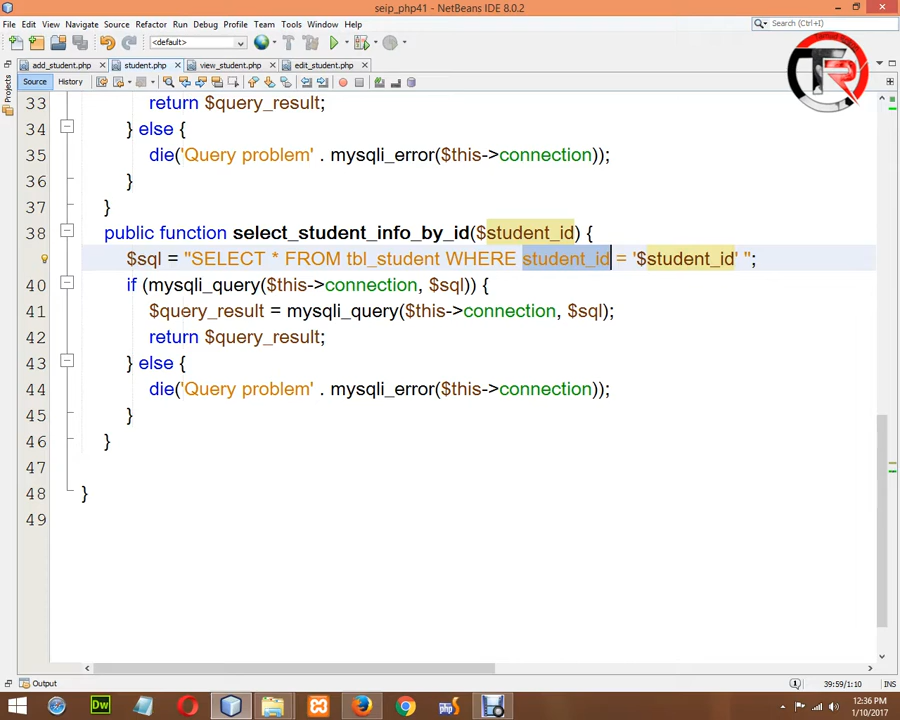 seip_php41 - NetBeans IDE 8.0.2
File Edit View Navigate Source Refactor Run Debug Profile Team Tools Window Help
Search (Ctrl+I)
<default>
add_student.php student.php view_student.php edit_student.php
Source History
Projects
33 return $query_result;
34 } else {
35 die('Query problem' . mysqli_error($this->connection));
36 }
37 }
38 public function select_student_info_by_id($student_id) {
$sql = "SELECT * FROM tbl_student WHERE student_id = '$student_id' ";
40 if (mysqli_query($this->connection, $sql)) {
41 $query_result = mysqli_query($this->connection, $sql);
42 return $query_result;
43 } else {
44 die('Query problem' . mysqli_error($this->connection));
45 }
46 }
47
48 }
49
Output
39:59/1:10 INS
Dw
php
12:36 PM
1/10/2017